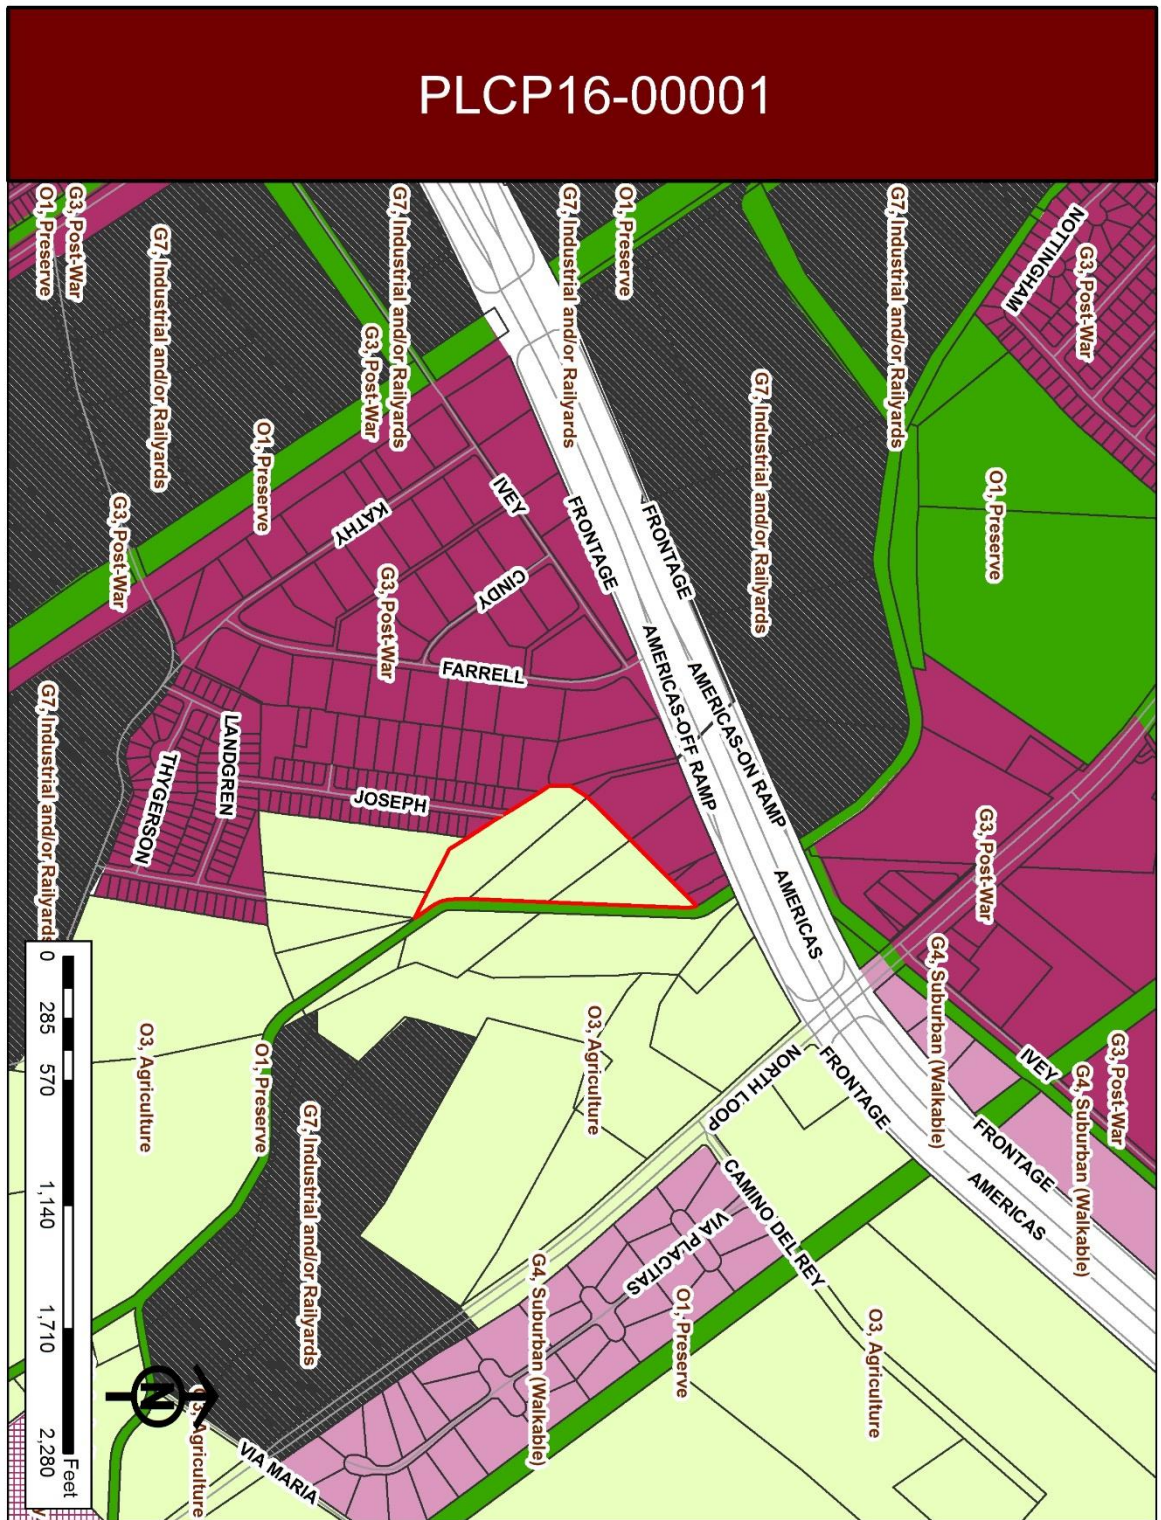 PLCP16-00001
O1, Preserve
G3, Post-War
G7, Industrial and/or Railyards
G7, Industrial and/or Railyards
G3, Post-War
G7, Industrial and/or Railyards
O1, Preserve
G7, Industrial and/or Railyards
NOTTINGHAM
G3, Post-War
G7, Industrial and/or Railyards
O1, Preserve
O1, Preserve
G3, Post-War
KATHY
IVEY
CINDY
FRONTAGE
FRONTAGE
G3, Post-War
FARRELL
AMERICAS-OFF RAMP
AMERICAS-ON RAMP
G7, Industrial and/or Railyards
THYGERSON
LANDGREN
JOSEPH
AMERICAS
G3, Post-War
G4, Suburban (Walkable)
IVEY
G3, Post-War
G4, Suburban (Walkable)
O3, Agriculture
O1, Preserve
G7, Industrial and/or Railyards
O3, Agriculture
NORTH LOOP
FRONTAGE
FRONTAGE
AMERICAS
CAMINO DEL REY
VIA PLACITAS
G4, Suburban (Walkable)
O1, Preserve
O3, Agriculture
O3, Agriculture
VIA MARIA
N
0 285 570 1,140 1,710 2,280
Feet